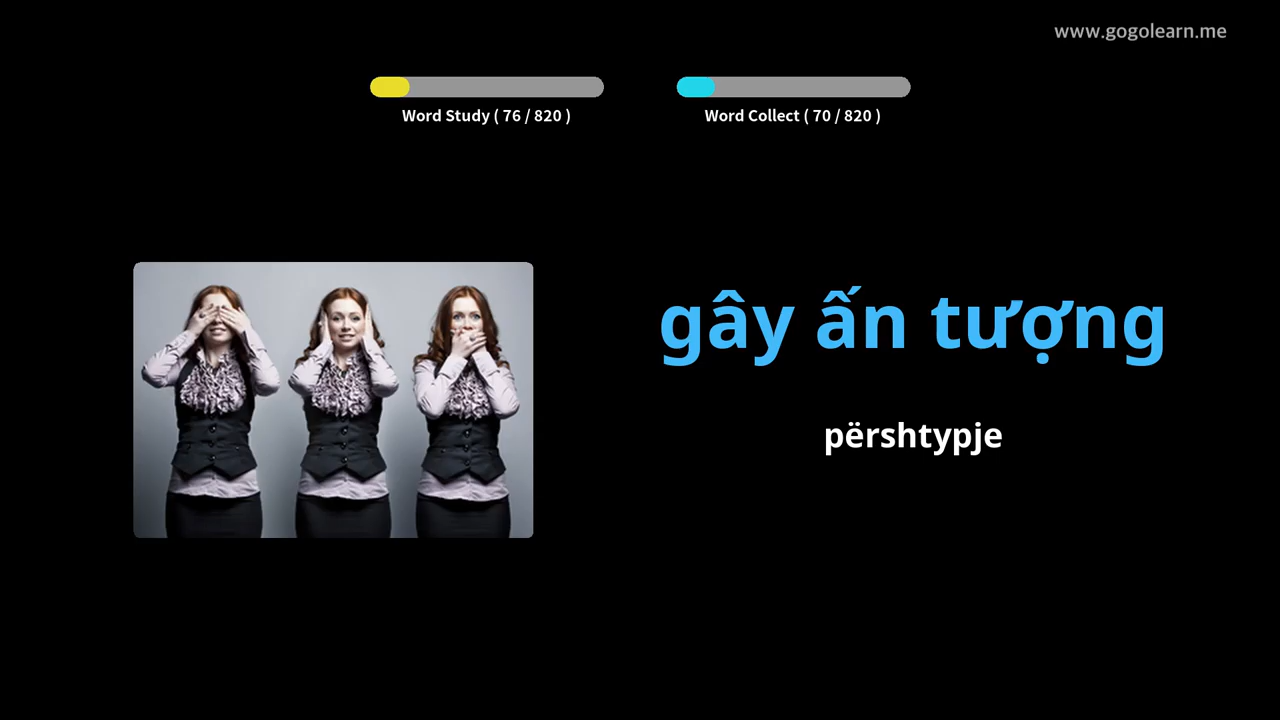 www.gogolearn.me
Word Study ( 76 / 820 )
Word Collect ( 70 / 820 )
gây ấn tượng
përshtypje